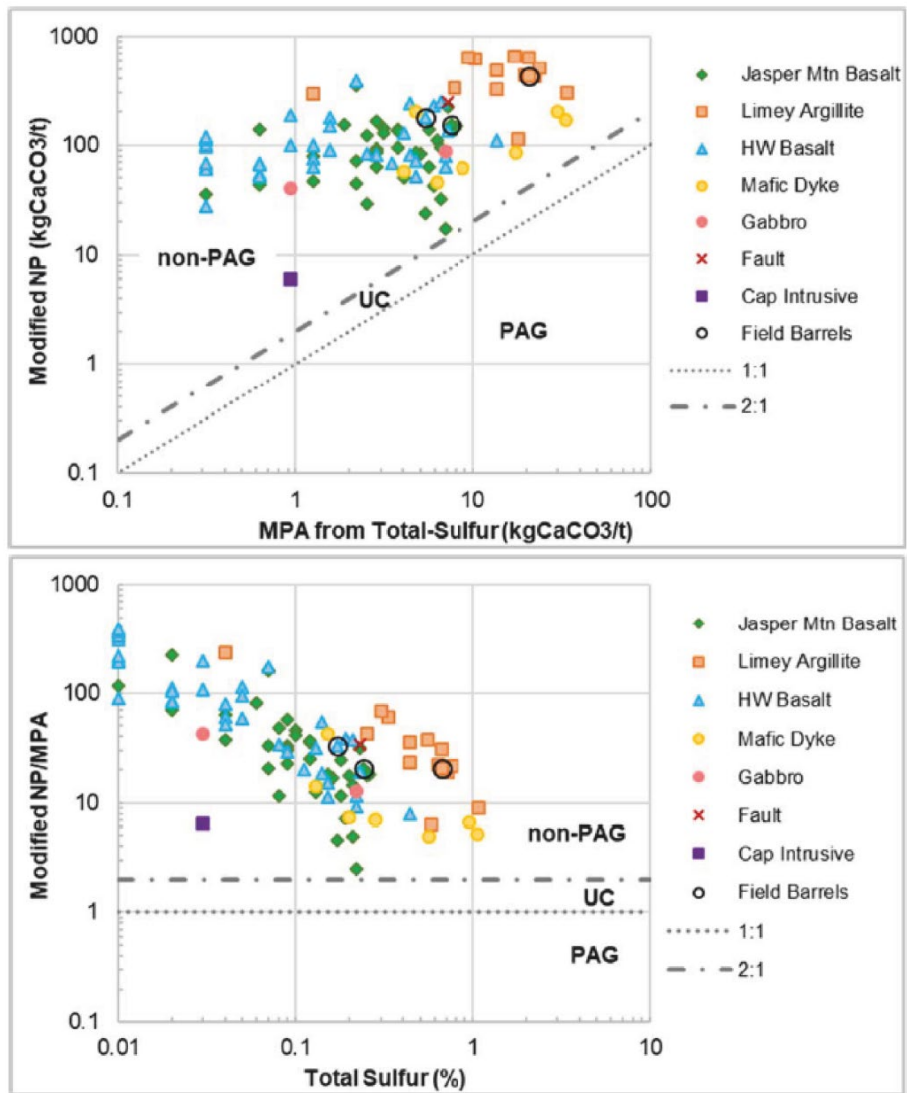 1000
100
10
1
0.1
Modified NP (kgCaCO3/t)
non-PAG
UC
PAG
0.1 1 10 100
MPA from Total-Sulfur (kgCaCO3/t)
Jasper Mtn Basalt
Limey Argillite
HW Basalt
Mafic Dyke
Gabbro
Fault
Cap Intrusive
Field Barrels
1:1
2:1
1000
100
10
1
0.1
Modified NP/MPA
non-PAG
UC
PAG
0.01 0.1 1 10
Total Sulfur (%)
Jasper Mtn Basalt
Limey Argillite
HW Basalt
Mafic Dyke
Gabbro
Fault
Cap Intrusive
Field Barrels
1:1
2:1